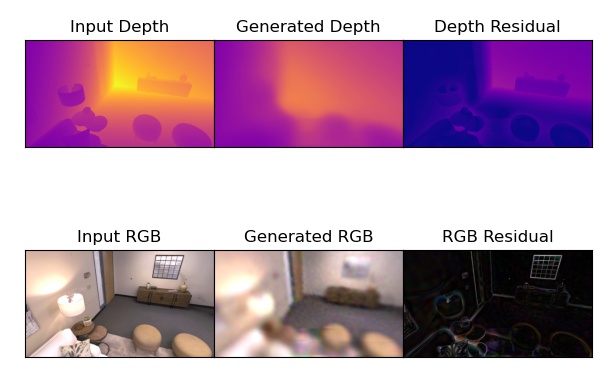 Input Depth
Generated Depth
Depth Residual
Input RGB
Generated RGB
RGB Residual